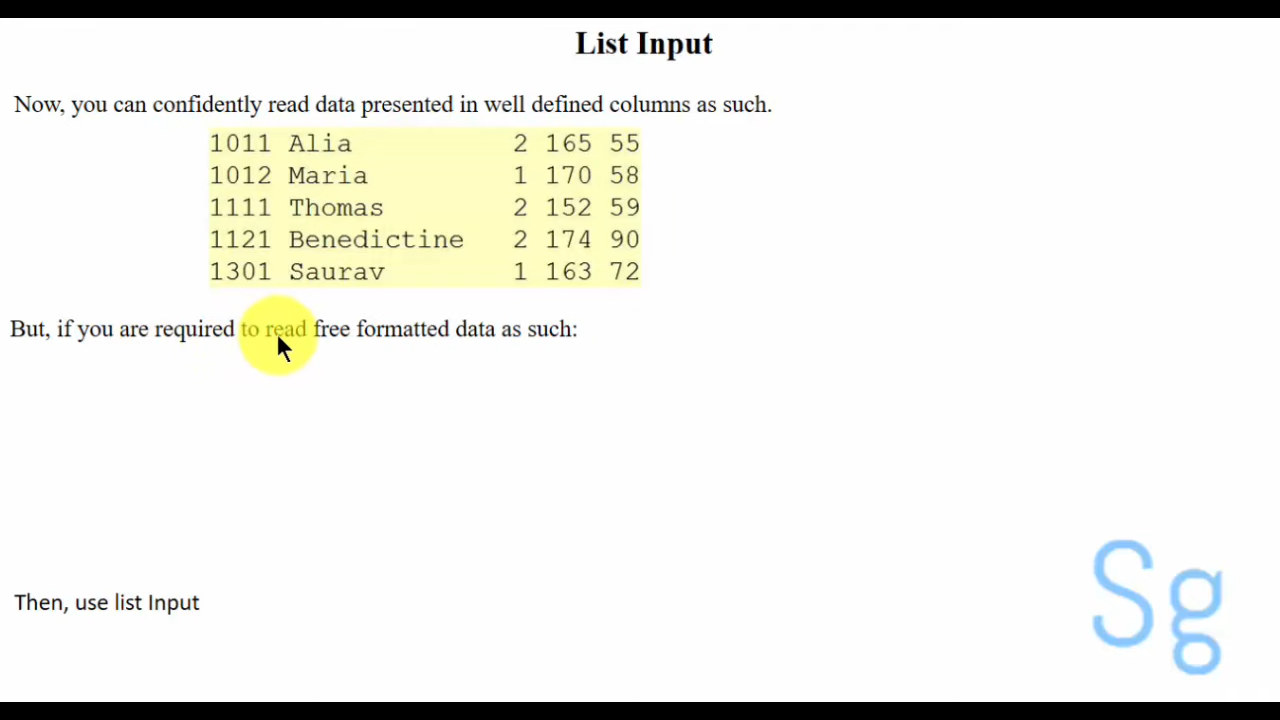 List Input
Now, you can confidently read data presented in well defined columns as such.
1011 Alia 2 165 55
1012 Maria 1 170 58
1111 Thomas 2 152 59
1121 Benedictine 2 174 90
1301 Saurav 1 163 72
But, if you are required to read free formatted data as such:
Then, use list Input
Sg